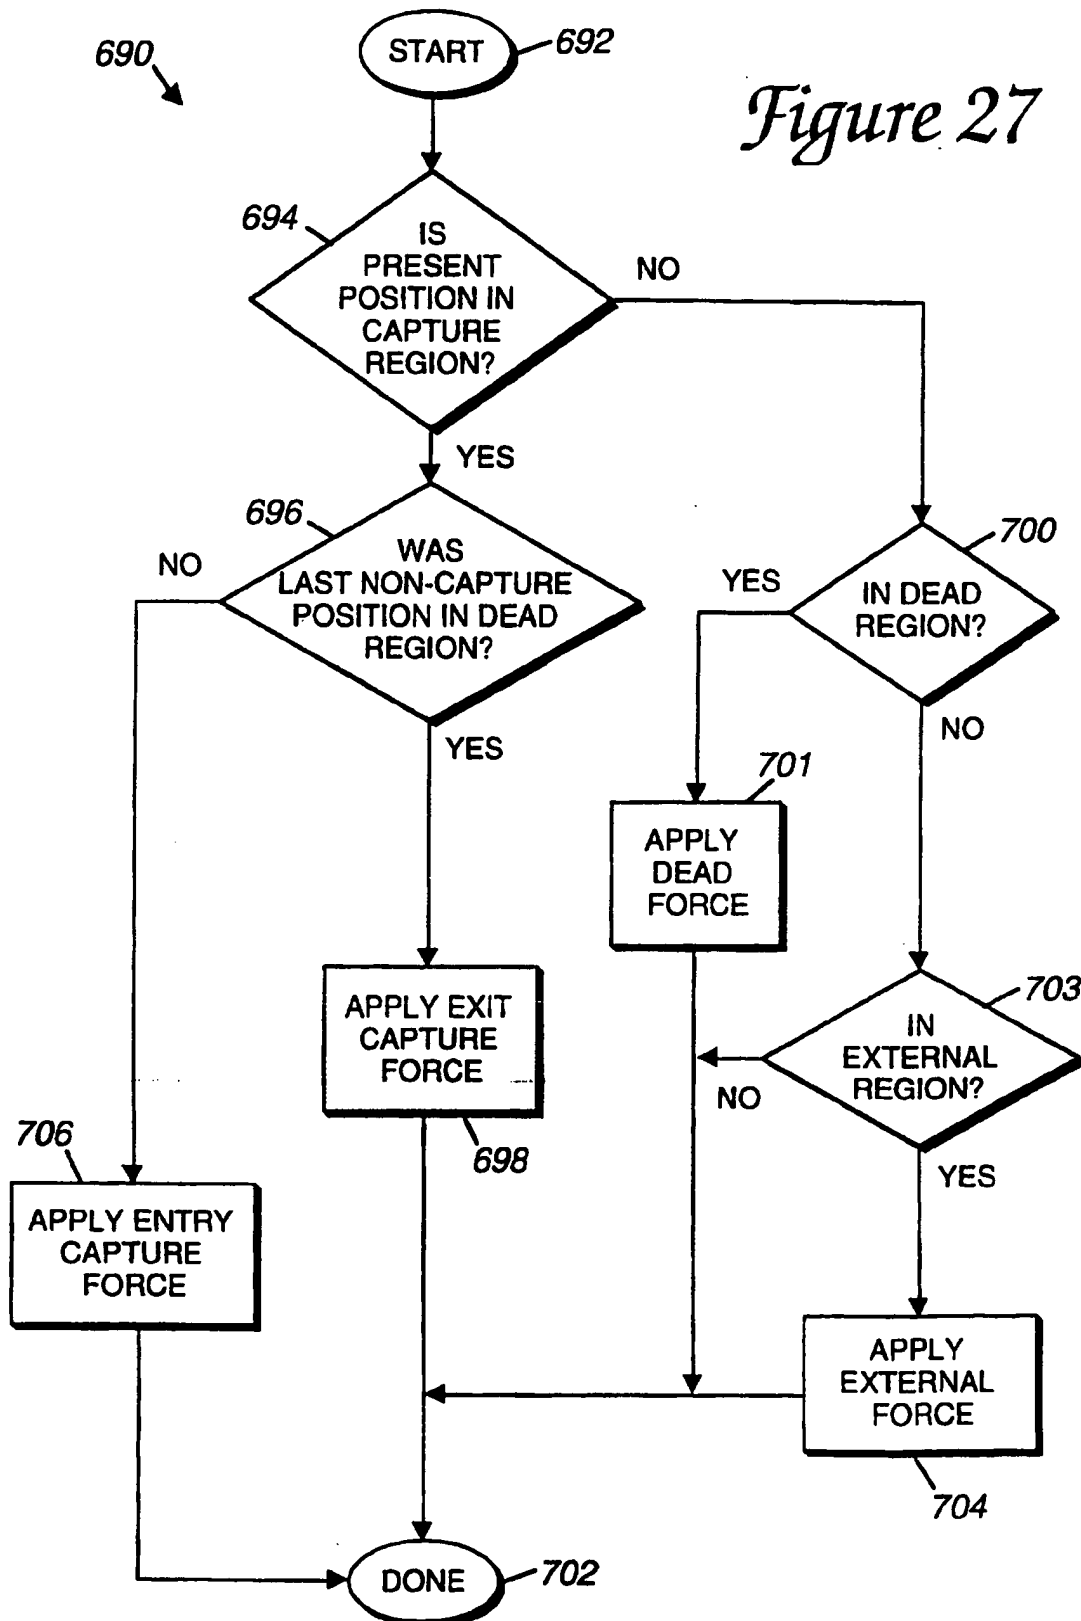 690
START
692
Figure 27
694
IS
PRESENT
POSITION IN
CAPTURE
REGION?
NO
YES
696
WAS
LAST NON-CAPTURE
POSITION IN DEAD
REGION?
NO
YES
700
IN DEAD
REGION?
YES
NO
701
APPLY
DEAD
FORCE
703
IN
EXTERNAL
REGION?
NO
YES
APPLY EXIT
CAPTURE
FORCE
698
706
APPLY ENTRY
CAPTURE
FORCE
APPLY
EXTERNAL
FORCE
704
DONE
702